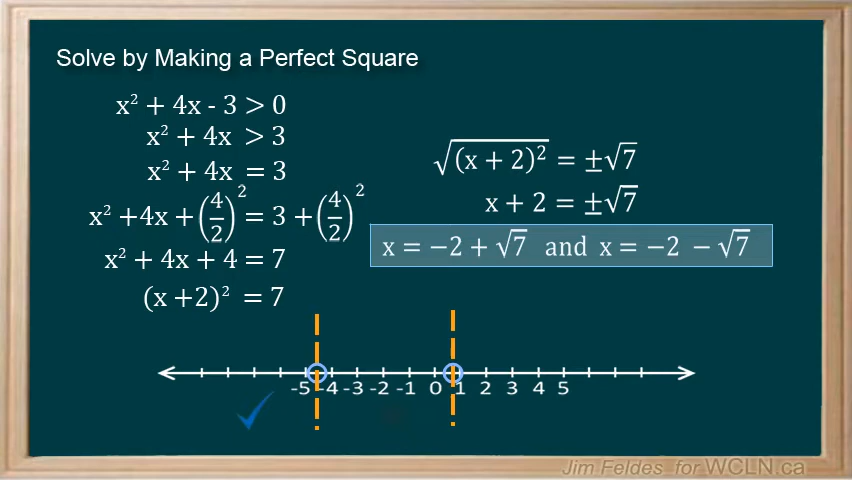 Solve by Making a Perfect Square
x² + 4x - 3 > 0
x² + 4x > 3
x² + 4x = 3
x² +4x + (4/2)² = 3 + (4/2)²
x² + 4x + 4 = 7
(x +2)² = 7
√(x + 2)² = ±√7
x + 2 = ±√7
x = −2 + √7 and x = −2 − √7
-5 -4 -3 -2 -1 0 1 2 3 4 5
Jim Feldes for WCLN.ca